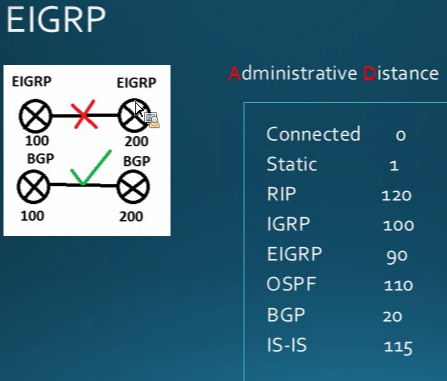 EIGRP
EIGRP EIGRP
100 200
BGP BGP
100 200
Administrative Distance
Connected 0
Static 1
RIP 120
IGRP 100
EIGRP 90
OSPF 110
BGP 20
IS-IS 115